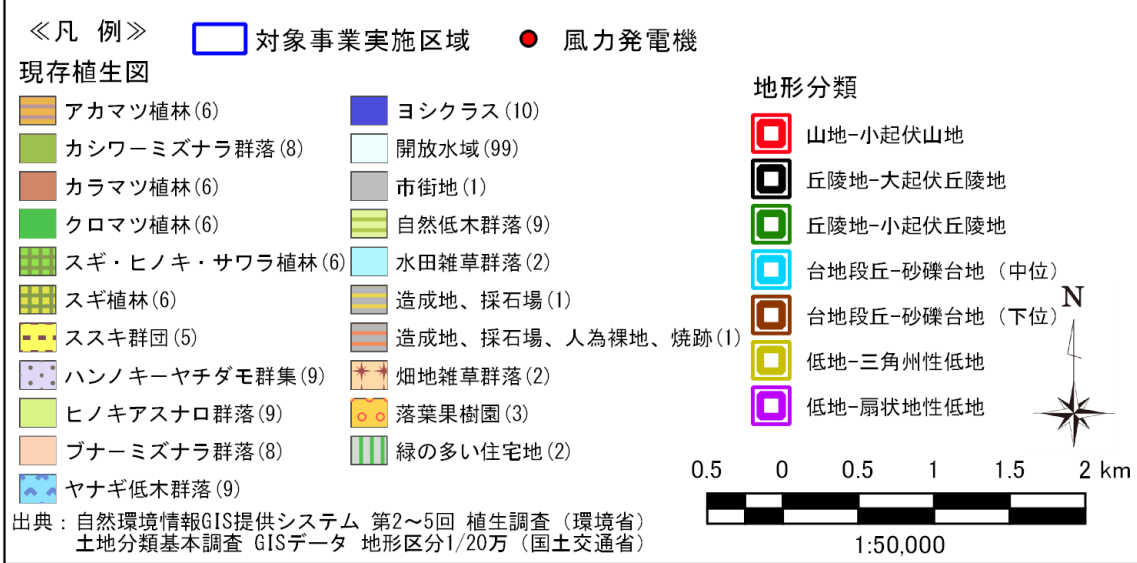 ≪凡 例≫
対象事業実施区域
風力発電機
現存植生図
アカマツ植林(6)
カシワーミズナラ群落(8)
カラマツ植林(6)
クロマツ植林(6)
スギ・ヒノキ・サワラ植林(6)
スギ植林(6)
ススキ群団(5)
ハンノキーヤチダモ群集(9)
ヒノキアスナロ群落(9)
ブナーミズナラ群落(8)
ヤナギ低木群落(9)
ヨシクラス(10)
開放水域(99)
市街地(1)
自然低木群落(9)
水田雑草群落(2)
造成地、採石場(1)
造成地、採石場、人為裸地、焼跡(1)
畑地雑草群落(2)
落葉果樹園(3)
緑の多い住宅地(2)
地形分類
山地-小起伏山地
丘陵地-大起伏丘陵地
丘陵地-小起伏丘陵地
台地段丘-砂礫台地（中位）
台地段丘-砂礫台地（下位）
低地-三角州性低地
低地-扇状地性低地
N
0.5 0 0.5 1 1.5 2 km
1:50,000
出典：自然環境情報GIS提供システム 第2～5回 植生調査（環境省）
土地分類基本調査 GISデータ 地形区分1/20万（国土交通省）